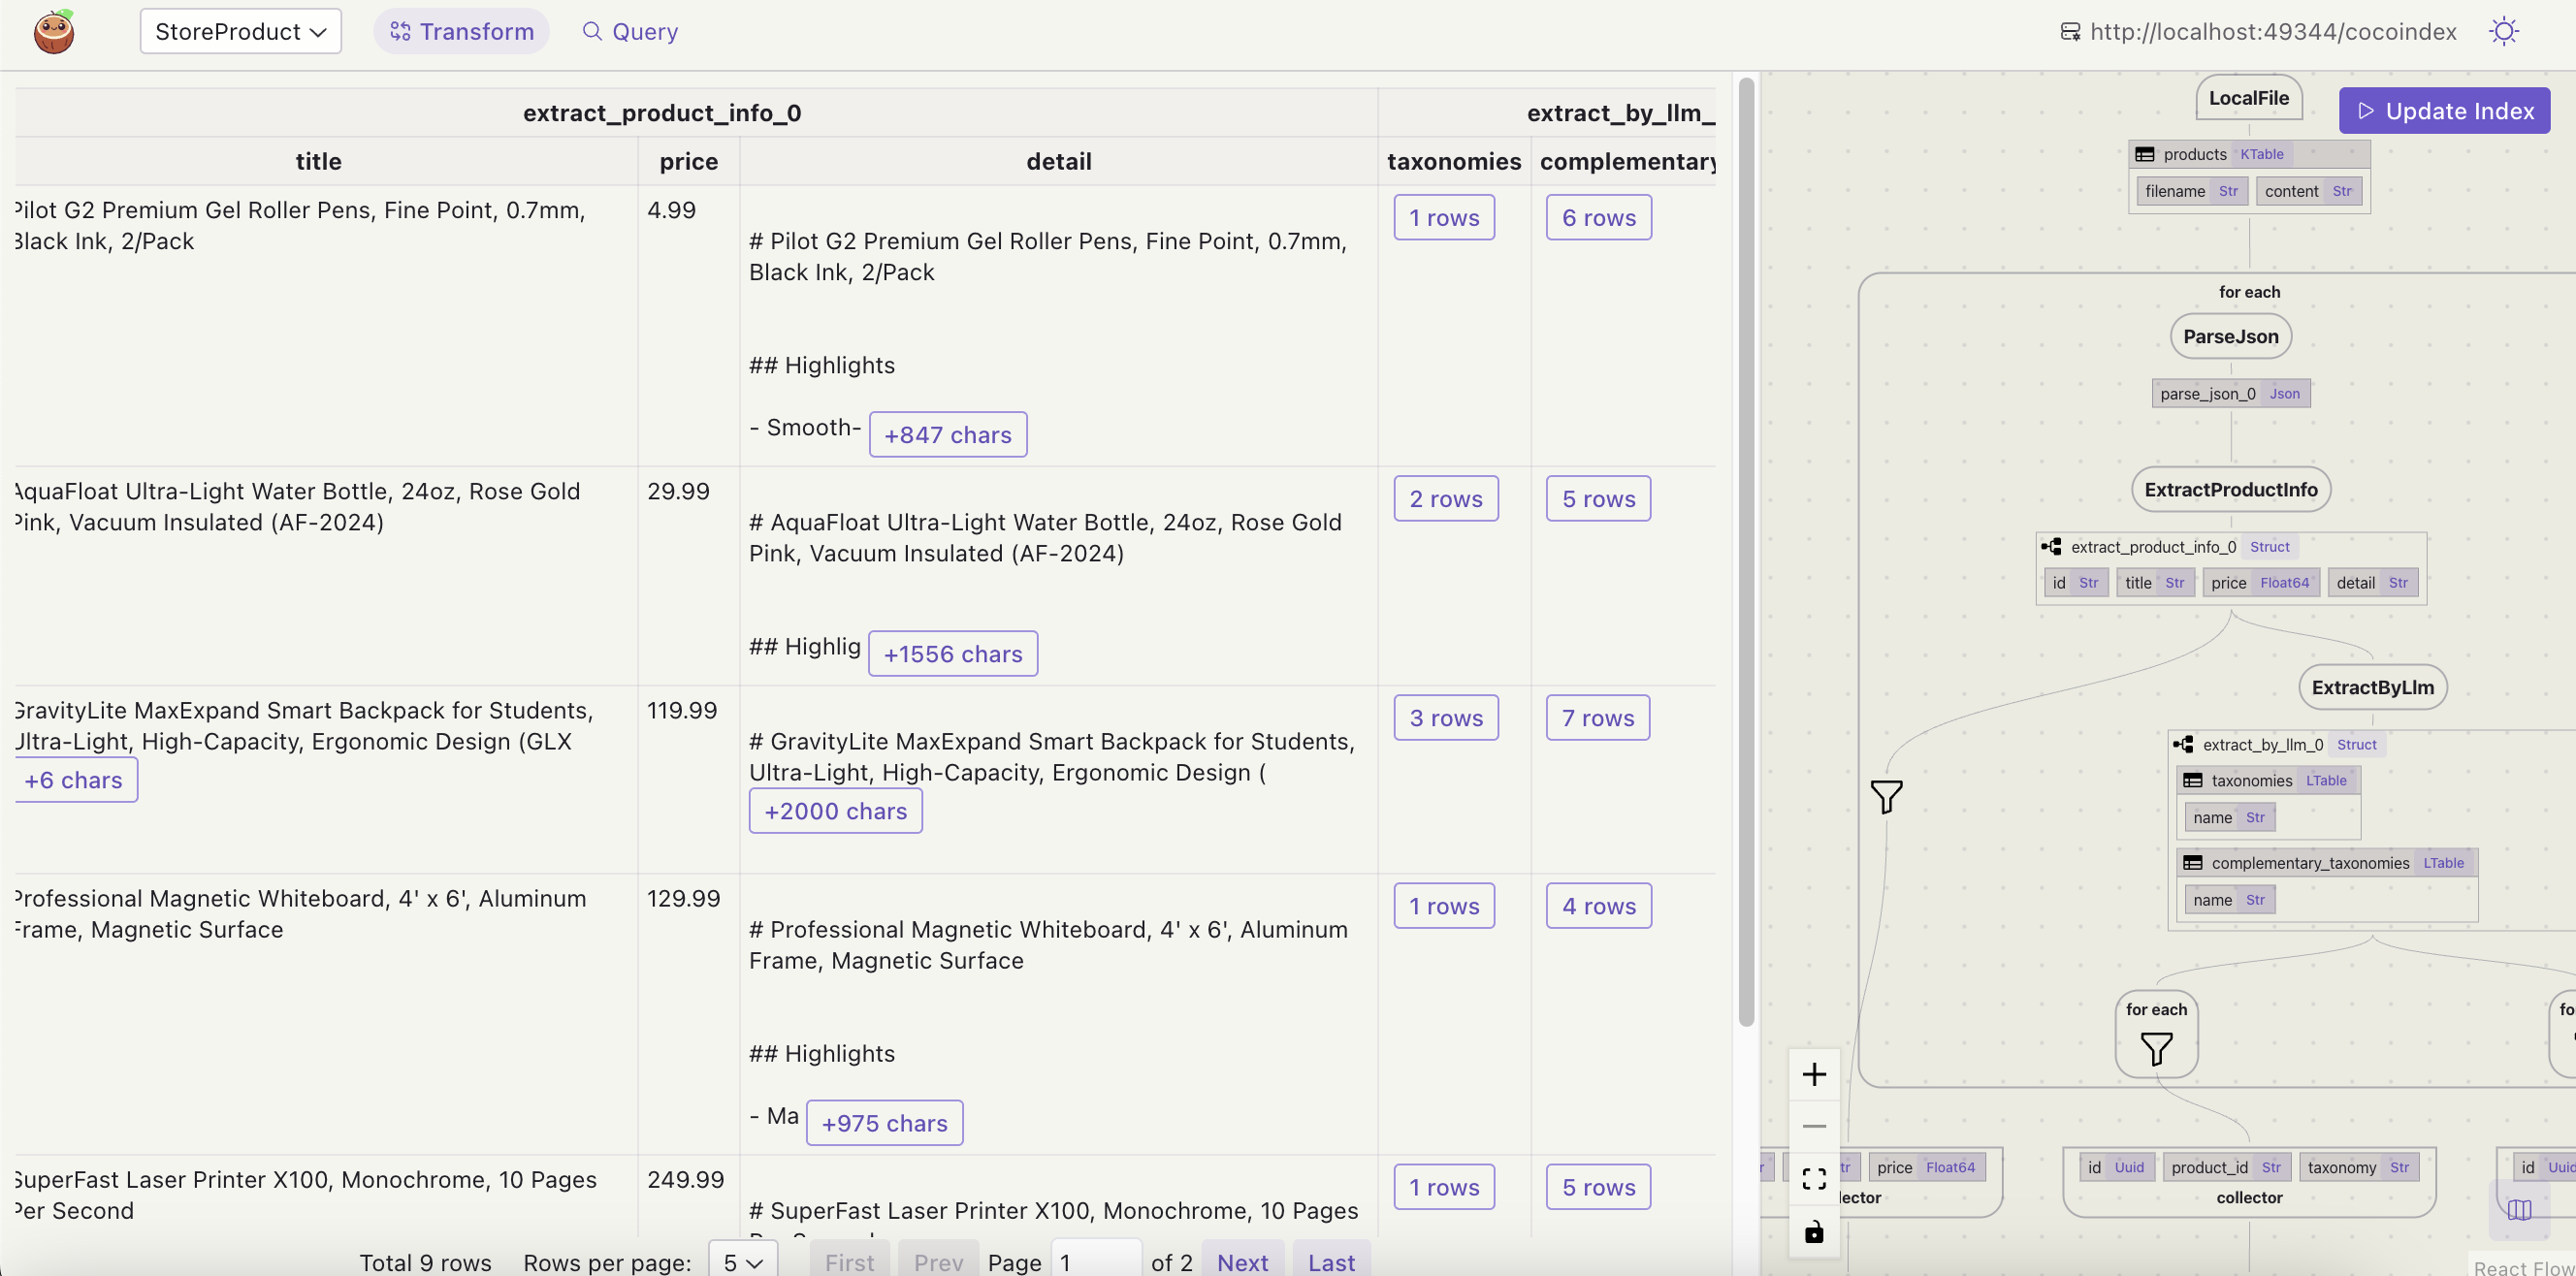 StoreProduct
Transform
Query
http://localhost:49344/cocoindex
extract_product_info_0
extract_by_llm_
title
price
detail
taxonomies
complementary
Pilot G2 Premium Gel Roller Pens, Fine Point, 0.7mm,
Black Ink, 2/Pack
4.99
# Pilot G2 Premium Gel Roller Pens, Fine Point, 0.7mm,
Black Ink, 2/Pack
## Highlights
- Smooth- +847 chars
1 rows
6 rows
AquaFloat Ultra-Light Water Bottle, 24oz, Rose Gold
Pink, Vacuum Insulated (AF-2024)
29.99
# AquaFloat Ultra-Light Water Bottle, 24oz, Rose Gold
Pink, Vacuum Insulated (AF-2024)
## Highlig +1556 chars
2 rows
5 rows
GravityLite MaxExpand Smart Backpack for Students,
Ultra-Light, High-Capacity, Ergonomic Design (GLX
+6 chars
119.99
# GravityLite MaxExpand Smart Backpack for Students,
Ultra-Light, High-Capacity, Ergonomic Design (
+2000 chars
3 rows
7 rows
Professional Magnetic Whiteboard, 4' x 6', Aluminum
Frame, Magnetic Surface
129.99
# Professional Magnetic Whiteboard, 4' x 6', Aluminum
Frame, Magnetic Surface
## Highlights
- Ma +975 chars
1 rows
4 rows
SuperFast Laser Printer X100, Monochrome, 10 Pages
Per Second
249.99
# SuperFast Laser Printer X100, Monochrome, 10 Pages
1 rows
5 rows
Total 9 rows Rows per page: 5 First Prev Page 1 of 2 Next Last
LocalFile
Update Index
products KTable
filename Str content Str
for each
ParseJson
parse_json_0 Json
ExtractProductInfo
extract_product_info_0 Struct
id Str title Str price Float64 detail Str
ExtractByLlm
extract_by_llm_0 Struct
taxonomies LTable
name Str
complementary_taxonomies LTable
name Str
for each
fo
tr price Float64
lector
id Uuid product_id Str taxonomy Str
collector
id Uuid
React Flow